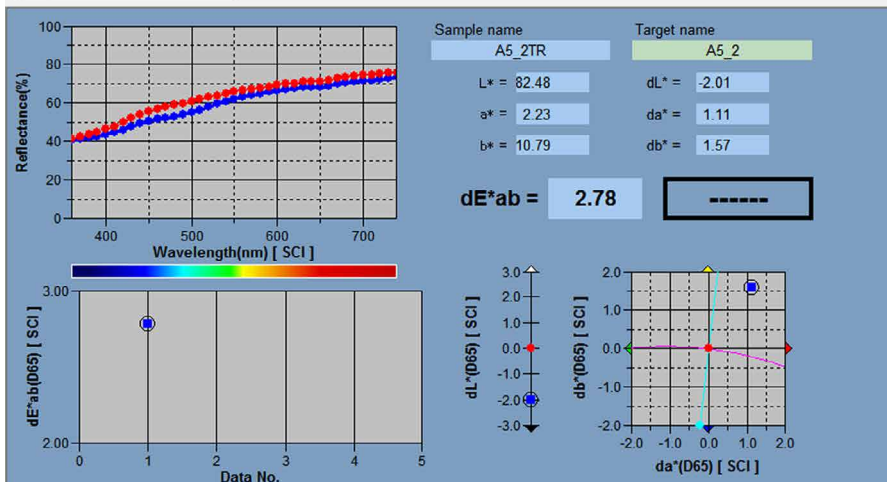 Sample name Target name
A5_2TR A5_2
L* = 82.48 dL* = -2.01
a* = 2.23 da* = 1.11
b* = 10.79 db* = 1.57
dE*ab = 2.78 ------
Reflectance(%)
100
80
60
40
20
0
400 500 600 700
Wavelength(nm) [ SCI ]
dE*ab(D65) [ SCI ]
3.00
2.00
0 1 2 3 4 5
Data No.
dL*(D65) [ SCI ]
3.0
2.0
1.0
0.0
-1.0
-2.0
-3.0
db*(D65) [ SCI ]
2.0
1.0
0.0
-1.0
-2.0
-2.0 -1.0 0.0 1.0 2.0
da*(D65) [ SCI ]